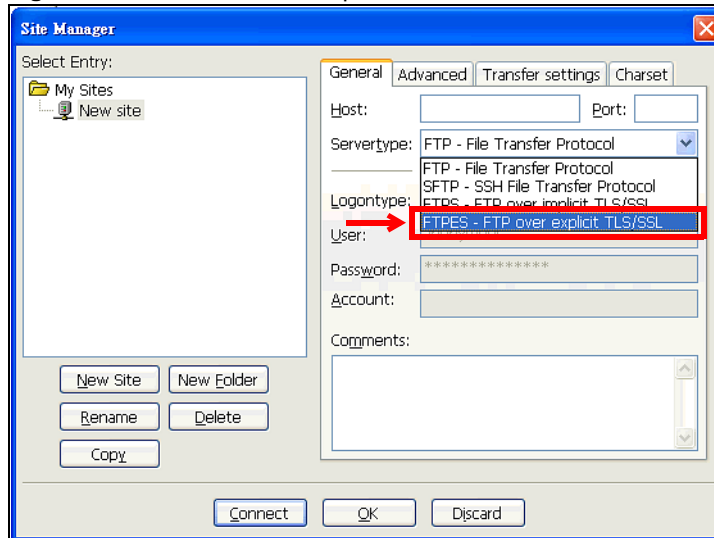 Site Manager
Select Entry:
My Sites
New site
New Site
New Folder
Rename
Delete
Copy
General
Advanced
Transfer settings
Charset
Host:
Port:
Servertype:
FTP - File Transfer Protocol
FTP - File Transfer Protocol
SFTP - SSH File Transfer Protocol
FTPS - FTP over implicit TLS/SSL
FTPES - FTP over explicit TLS/SSL
Logontype:
User:
Password:
**************
Account:
Comments:
Connect
OK
Discard